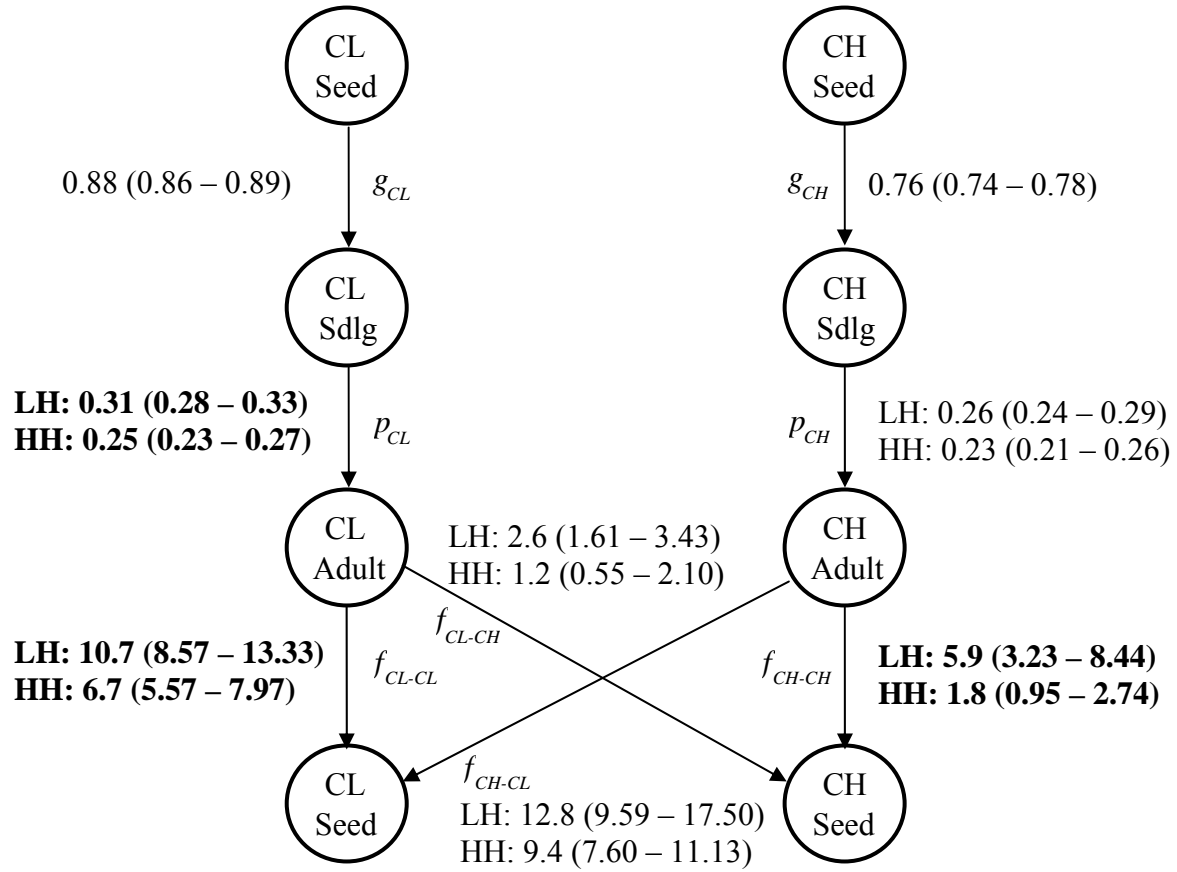 CL
Seed
CH
Seed
0.88 (0.86 – 0.89)
g_CL
g_CH
0.76 (0.74 – 0.78)
CL
Sdlg
CH
Sdlg
LH: 0.31 (0.28 – 0.33)
HH: 0.25 (0.23 – 0.27)
p_CL
p_CH
LH: 0.26 (0.24 – 0.29)
HH: 0.23 (0.21 – 0.26)
CL
Adult
LH: 2.6 (1.61 – 3.43)
HH: 1.2 (0.55 – 2.10)
CH
Adult
f_CL-CH
LH: 10.7 (8.57 – 13.33)
HH: 6.7 (5.57 – 7.97)
f_CL-CL
f_CH-CH
LH: 5.9 (3.23 – 8.44)
HH: 1.8 (0.95 – 2.74)
CL
Seed
f_CH-CL
LH: 12.8 (9.59 – 17.50)
HH: 9.4 (7.60 – 11.13)
CH
Seed